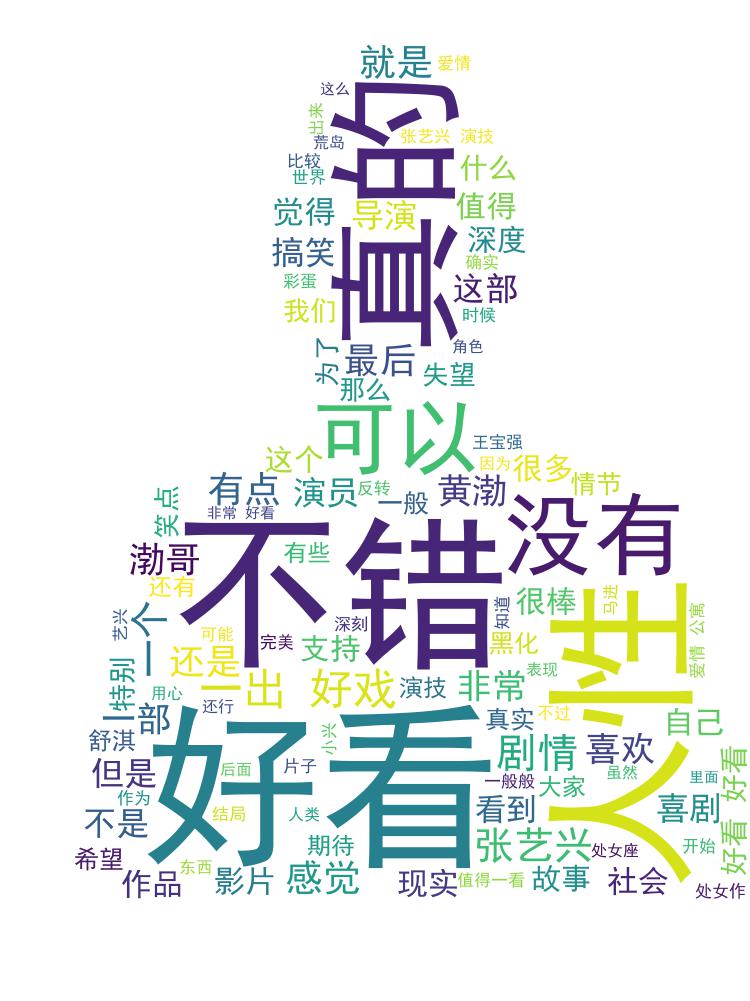 就是
爱情
这么
真的
出来
张艺兴 演技
荒岛
比较
什么
世界
觉得
导演
值得
搞笑
深度
确实
彩蛋
这部
我们
时候
为了
最后
角色
失望
那么
可以
王宝强
这个
因为
很多
情节
有点
演员
反转
一般
黄渤
笑点
非常 好看
没有
不错
渤哥
有些
还有
很棒
马进
人性
知道
艺兴
一个
可能
深刻
完美
支持
黑化
公寓
爱情
还是
表现
特别
用心
一出
好戏
演技
非常
还行
一部
好看
小兴
真实
不过
自己
舒淇
剧情
喜欢
但是
后面
片子
一般般
大家
虽然
里面
好看
好看
作为
结局
人类
看到
喜剧
不是
期待
张艺兴
处女座
开始
希望
东西
作品
影片
感觉
现实
值得一看
故事
社会
处女作